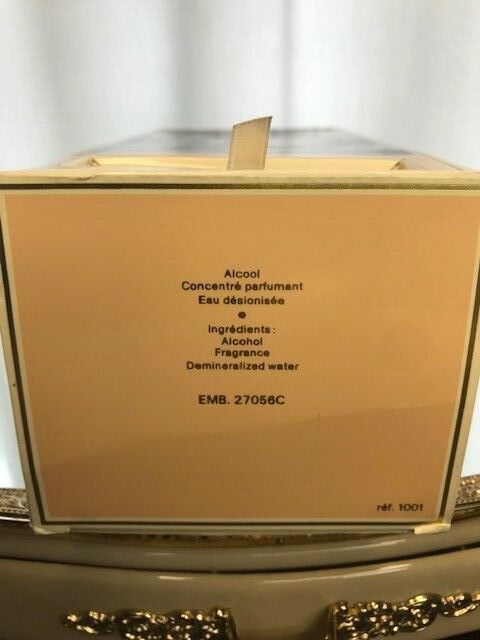 Alcool
Concentré parfumant
Eau désionisée
Ingrédients:
Alcohol
Fragrance
Demineralized water
EMB. 27056C
réf. 1001